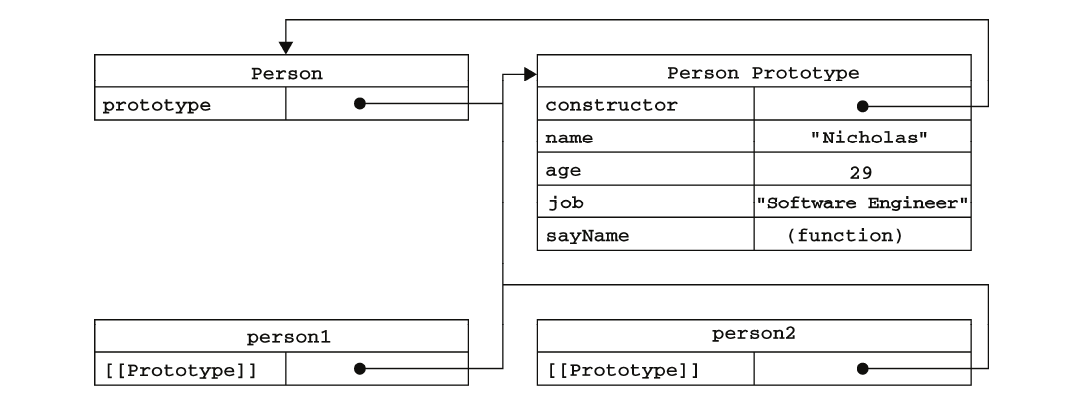 Person
prototype
Person Prototype
constructor
name "Nicholas"
age 29
job "Software Engineer"
sayName (function)
person1
[[Prototype]]
person2
[[Prototype]]